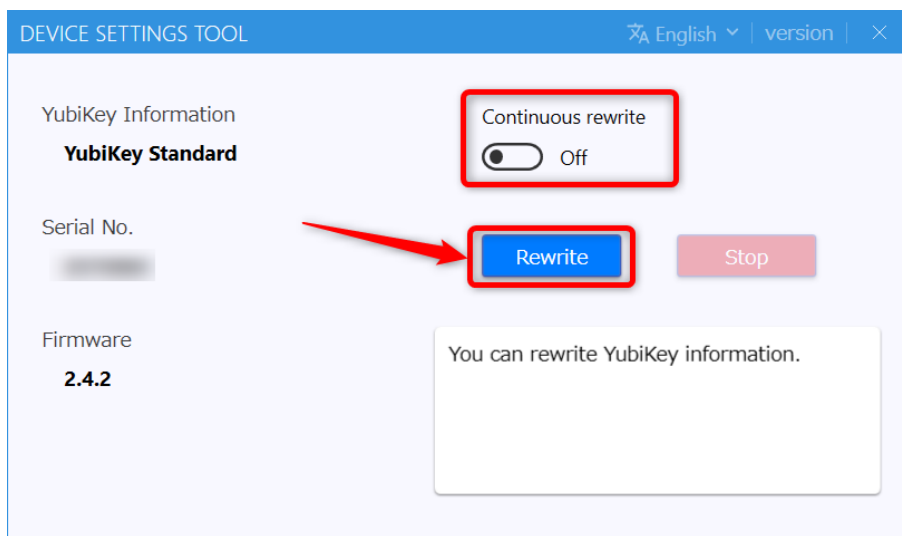 DEVICE SETTINGS TOOL
English
version
YubiKey Information
YubiKey Standard
Continuous rewrite
Off
Serial No.
Rewrite
Stop
Firmware
2.4.2
You can rewrite YubiKey information.